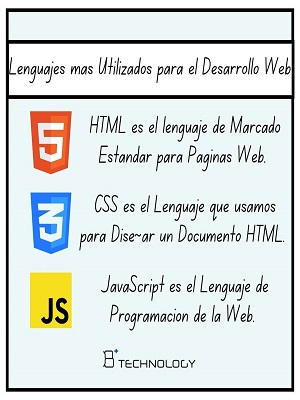 Lenguajes mas Utilizados para el Desarrollo Web
5
HTML es el lenguaje de Marcado
Estandar para Paginas Web.
3
CSS es el Lenguaje que usamos
para Dise~ar un Documento HTML.
JS
JavaScript es el Lenguaje de
Programacion de la Web.
B+ TECHNOLOGY